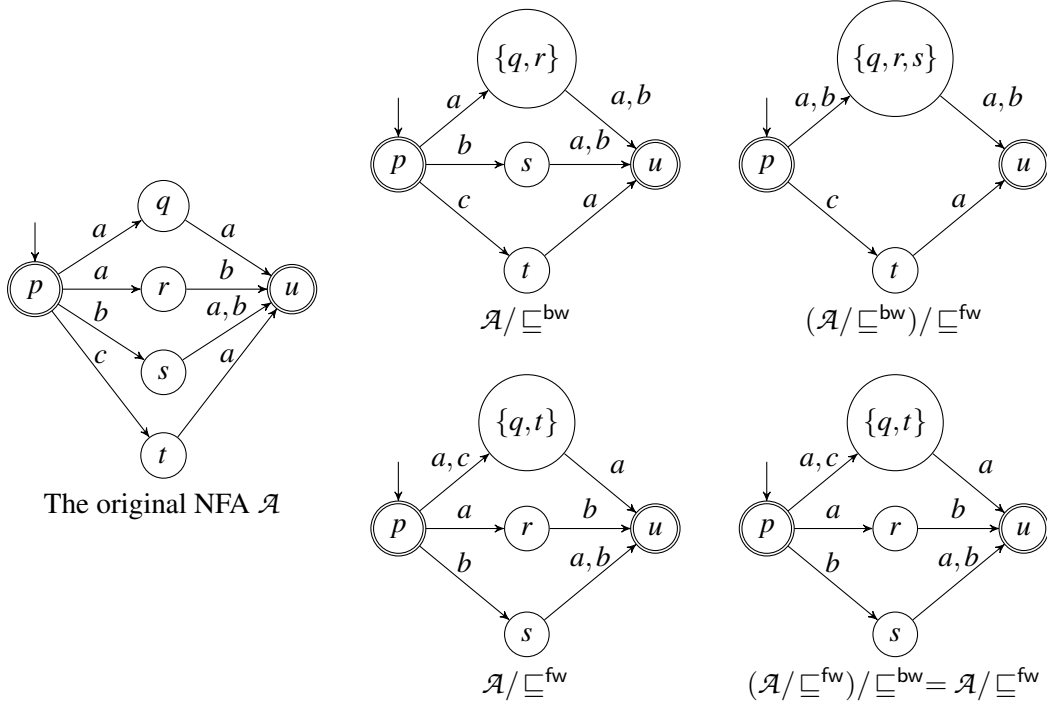 q
a a
p a r b u
b a, b
c s a
t
The original NFA 𝒜
{q, r}
a a, b
p b s a, b u
c a
t
𝒜/ ⊑ᵇʷ
{q, r, s}
a, b a, b
p u
c a
t
(𝒜/ ⊑ᵇʷ)/ ⊑ᶠʷ
{q, t}
a, c a
p a r b u
b a, b
s
𝒜/ ⊑ᶠʷ
{q, t}
a, c a
p a r b u
b a, b
s
(𝒜/ ⊑ᶠʷ)/ ⊑ᵇʷ= 𝒜/ ⊑ᶠʷ